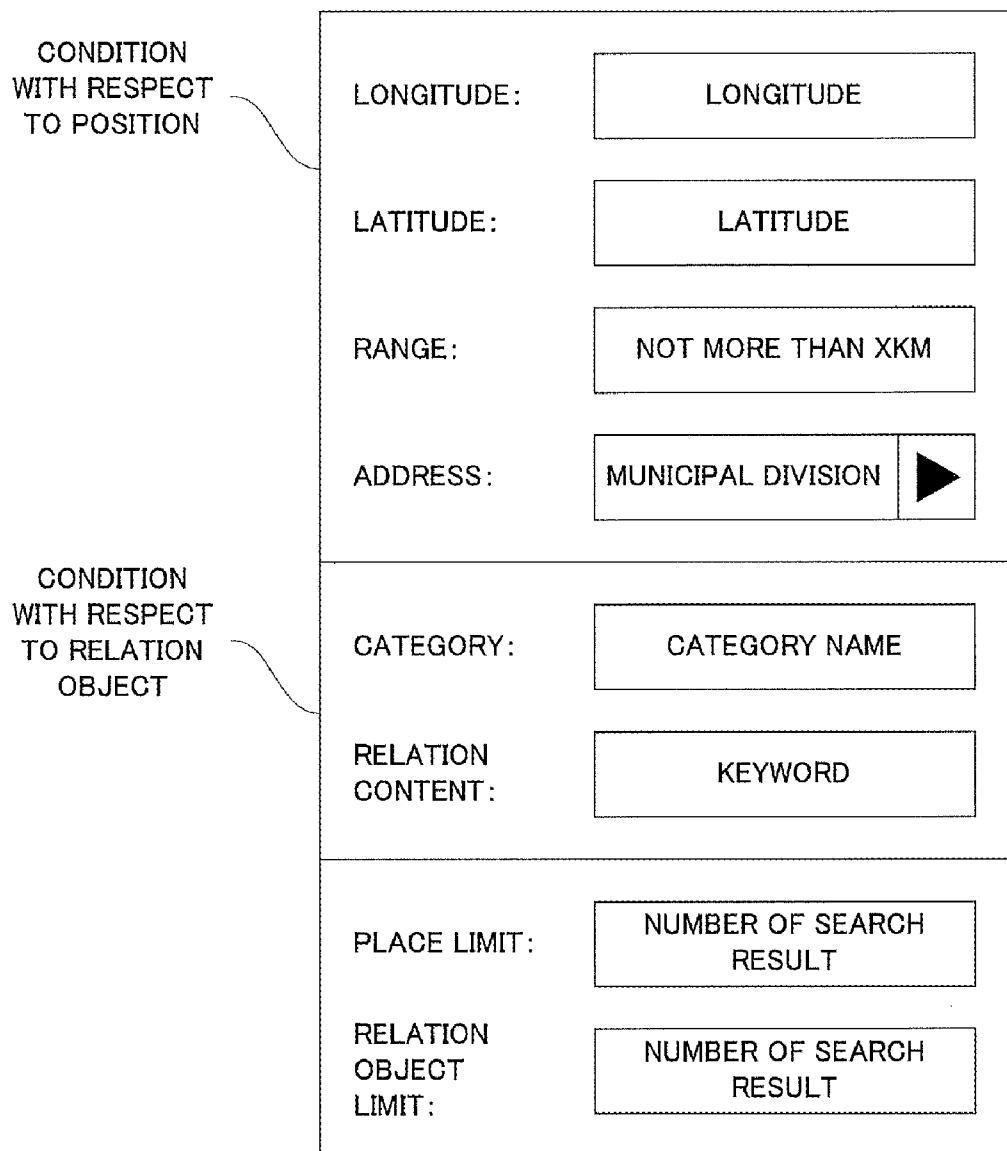 CONDITION
WITH RESPECT
TO POSITION
LONGITUDE:
LONGITUDE
LATITUDE:
LATITUDE
RANGE:
NOT MORE THAN XKM
ADDRESS:
MUNICIPAL DIVISION
CONDITION
WITH RESPECT
TO RELATION
OBJECT
CATEGORY:
CATEGORY NAME
RELATION
CONTENT:
KEYWORD
PLACE LIMIT:
NUMBER OF SEARCH
RESULT
RELATION
OBJECT
LIMIT:
NUMBER OF SEARCH
RESULT